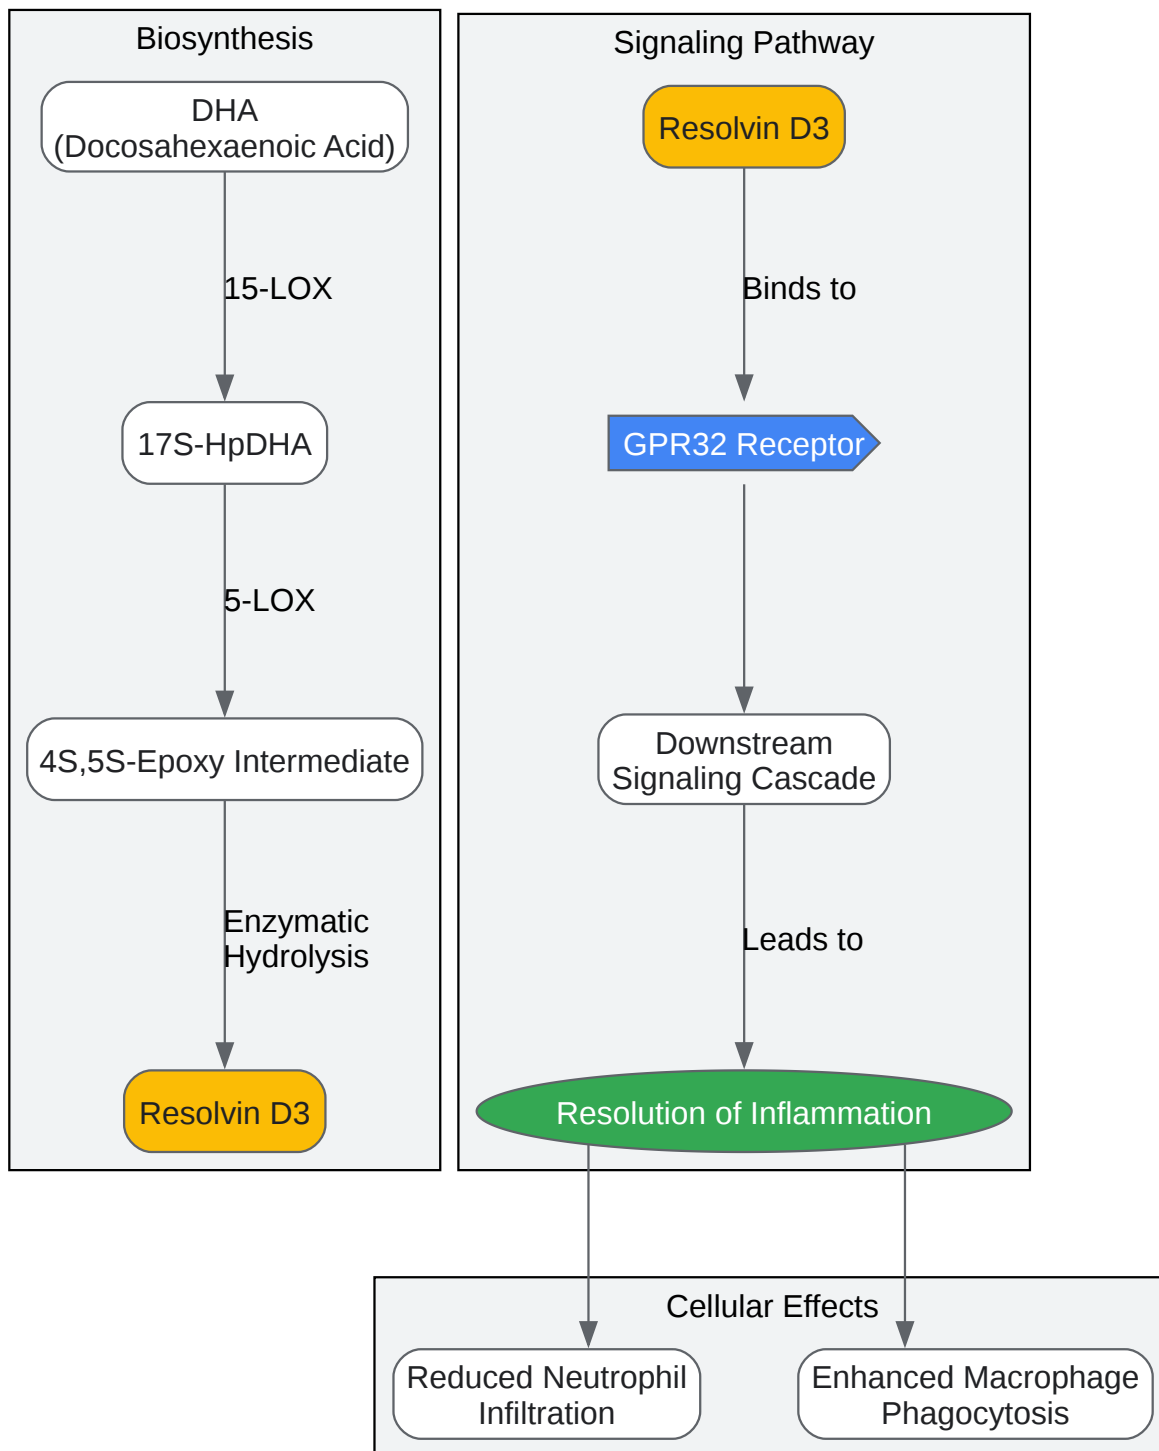 Biosynthesis
DHA
(Docosahexaenoic Acid)
15-LOX
17S-HpDHA
5-LOX
4S,5S-Epoxy Intermediate
Enzymatic
Hydrolysis
Resolvin D3
Signaling Pathway
Resolvin D3
Binds to
GPR32 Receptor
Downstream
Signaling Cascade
Leads to
Resolution of Inflammation
Cellular Effects
Reduced Neutrophil
Infiltration
Enhanced Macrophage
Phagocytosis